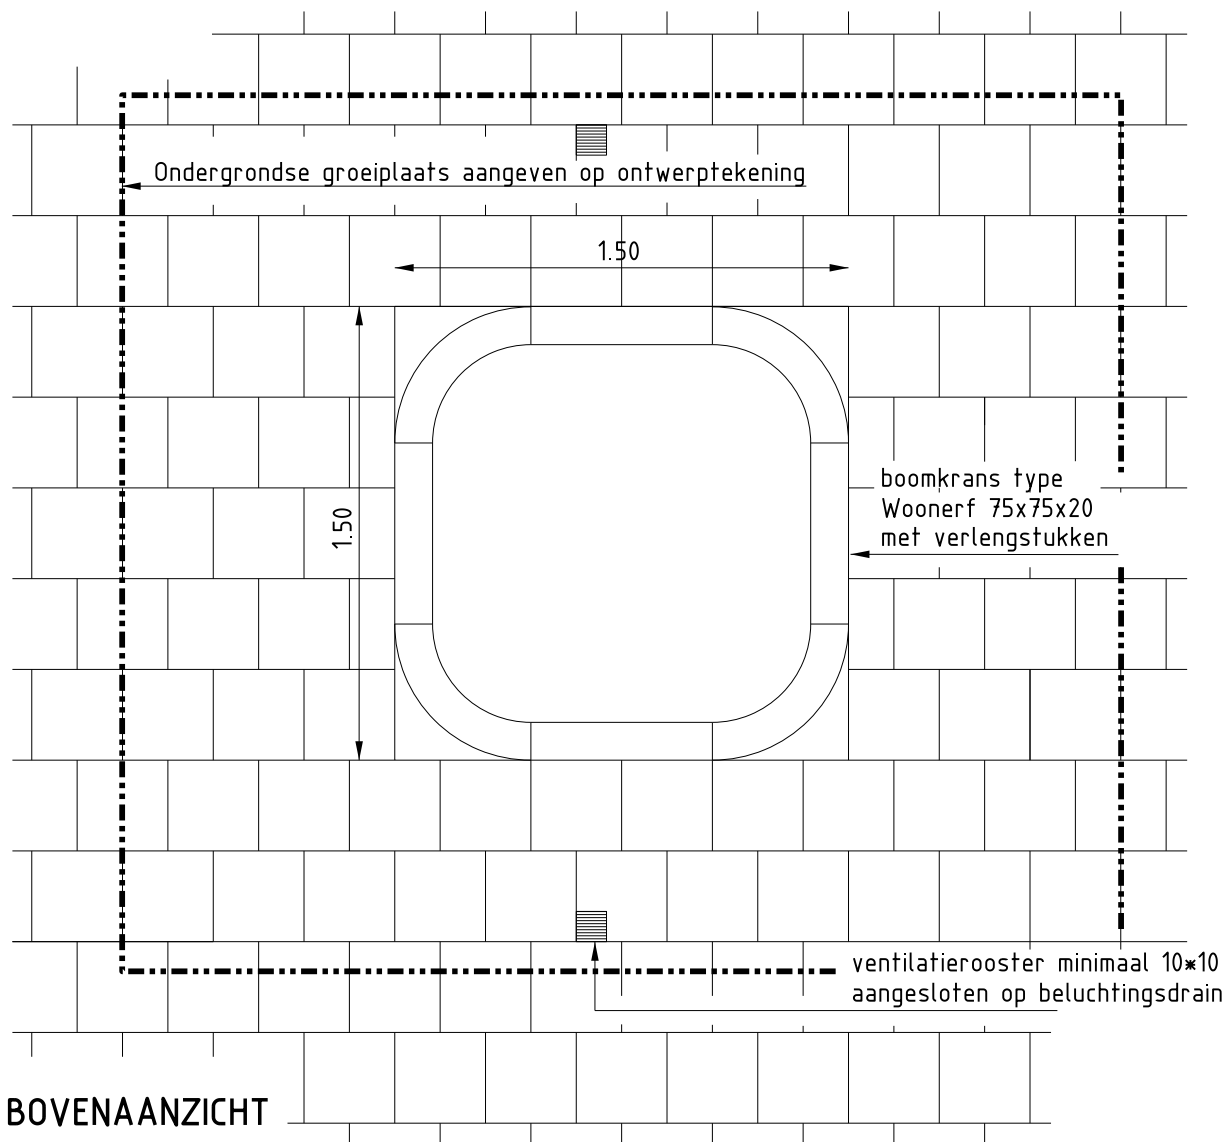 Ondergrondse groeiplaats aangeven op ontwerptekening
1.50
1.50
boomkrans type
Woonerf 75x75x20
met verlengstukken
ventilatierooster minimaal 10*10
aangesloten op beluchtingsdrain
BOVENAANZICHT